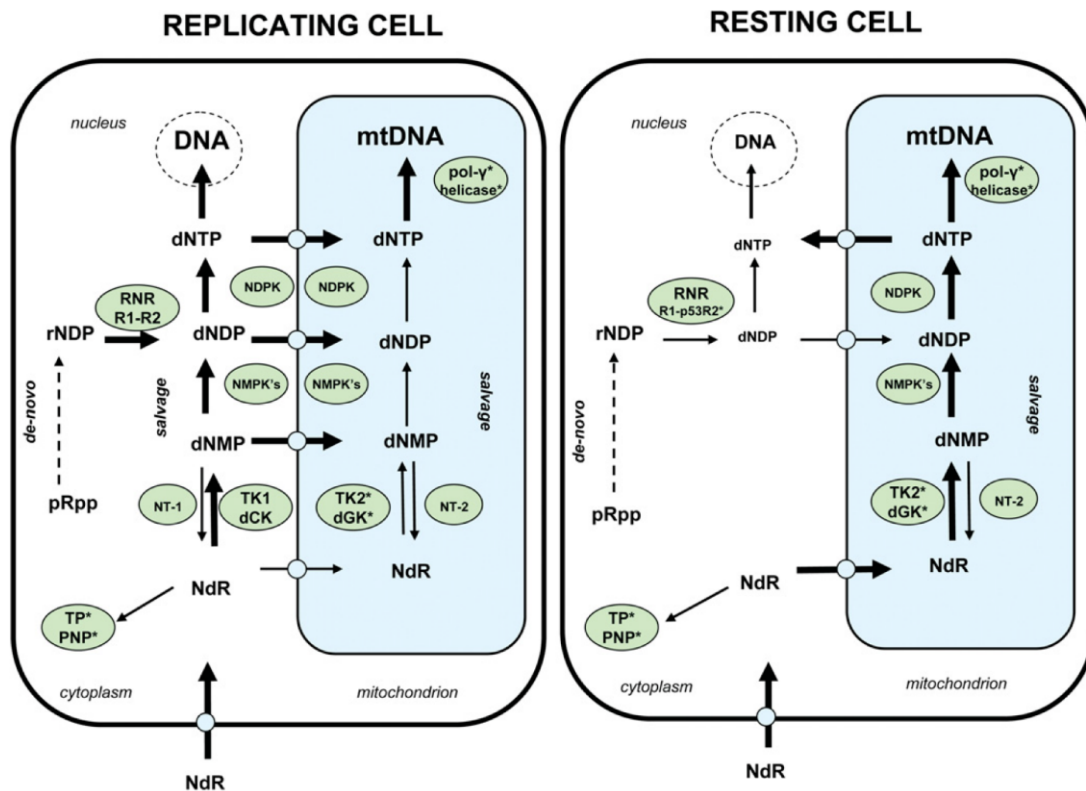 REPLICATING CELL
nucleus
DNA
mtDNA
pol-γ*
helicase*
dNTP
dNTP
NDPK
NDPK
RNR
R1-R2
rNDP
dNDP
dNDP
NMPK's
NMPK's
de-novo
salvage
salvage
dNMP
dNMP
pRpp
NT-1
TK1
dCK
TK2*
dGK*
NT-2
NdR
NdR
TP*
PNP*
cytoplasm
mitochondrion
NdR
RESTING CELL
nucleus
DNA
mtDNA
pol-γ*
helicase*
dNTP
dNTP
RNR
R1-p53R2*
NDPK
rNDP
dNDP
dNDP
NMPK's
de-novo
salvage
dNMP
pRpp
TK2*
dGK*
NT-2
NdR
NdR
TP*
PNP*
cytoplasm
mitochondrion
NdR